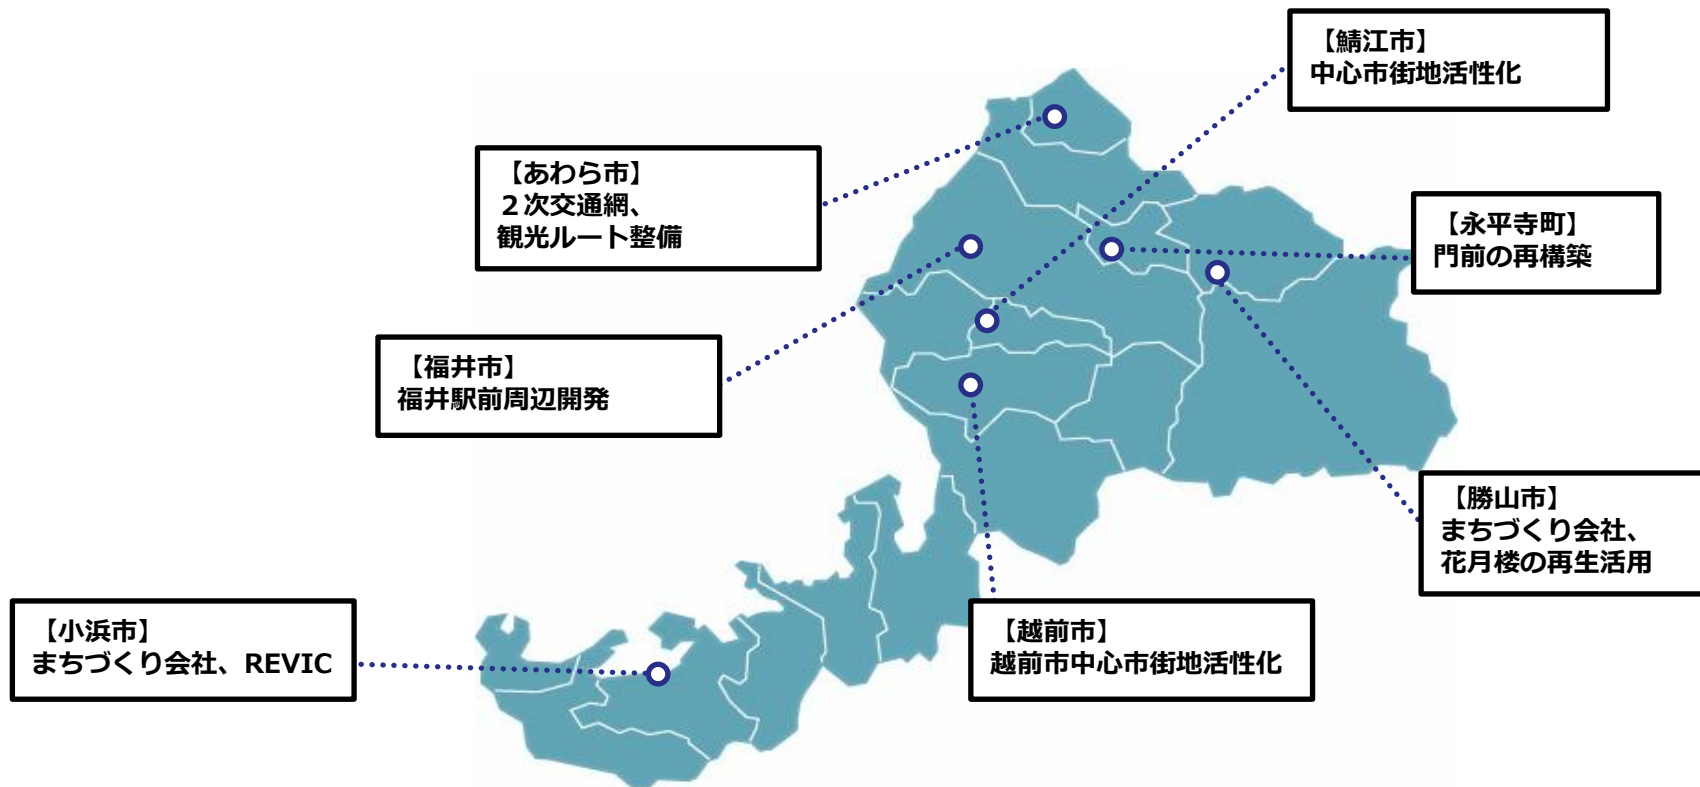 【鯖江市】
中心市街地活性化
【あわら市】
２次交通網、
観光ルート整備
【永平寺町】
門前の再構築
【福井市】
福井駅前周辺開発
【勝山市】
まちづくり会社、
花月楼の再生活用
【小浜市】
まちづくり会社、REVIC
【越前市】
越前市中心市街地活性化